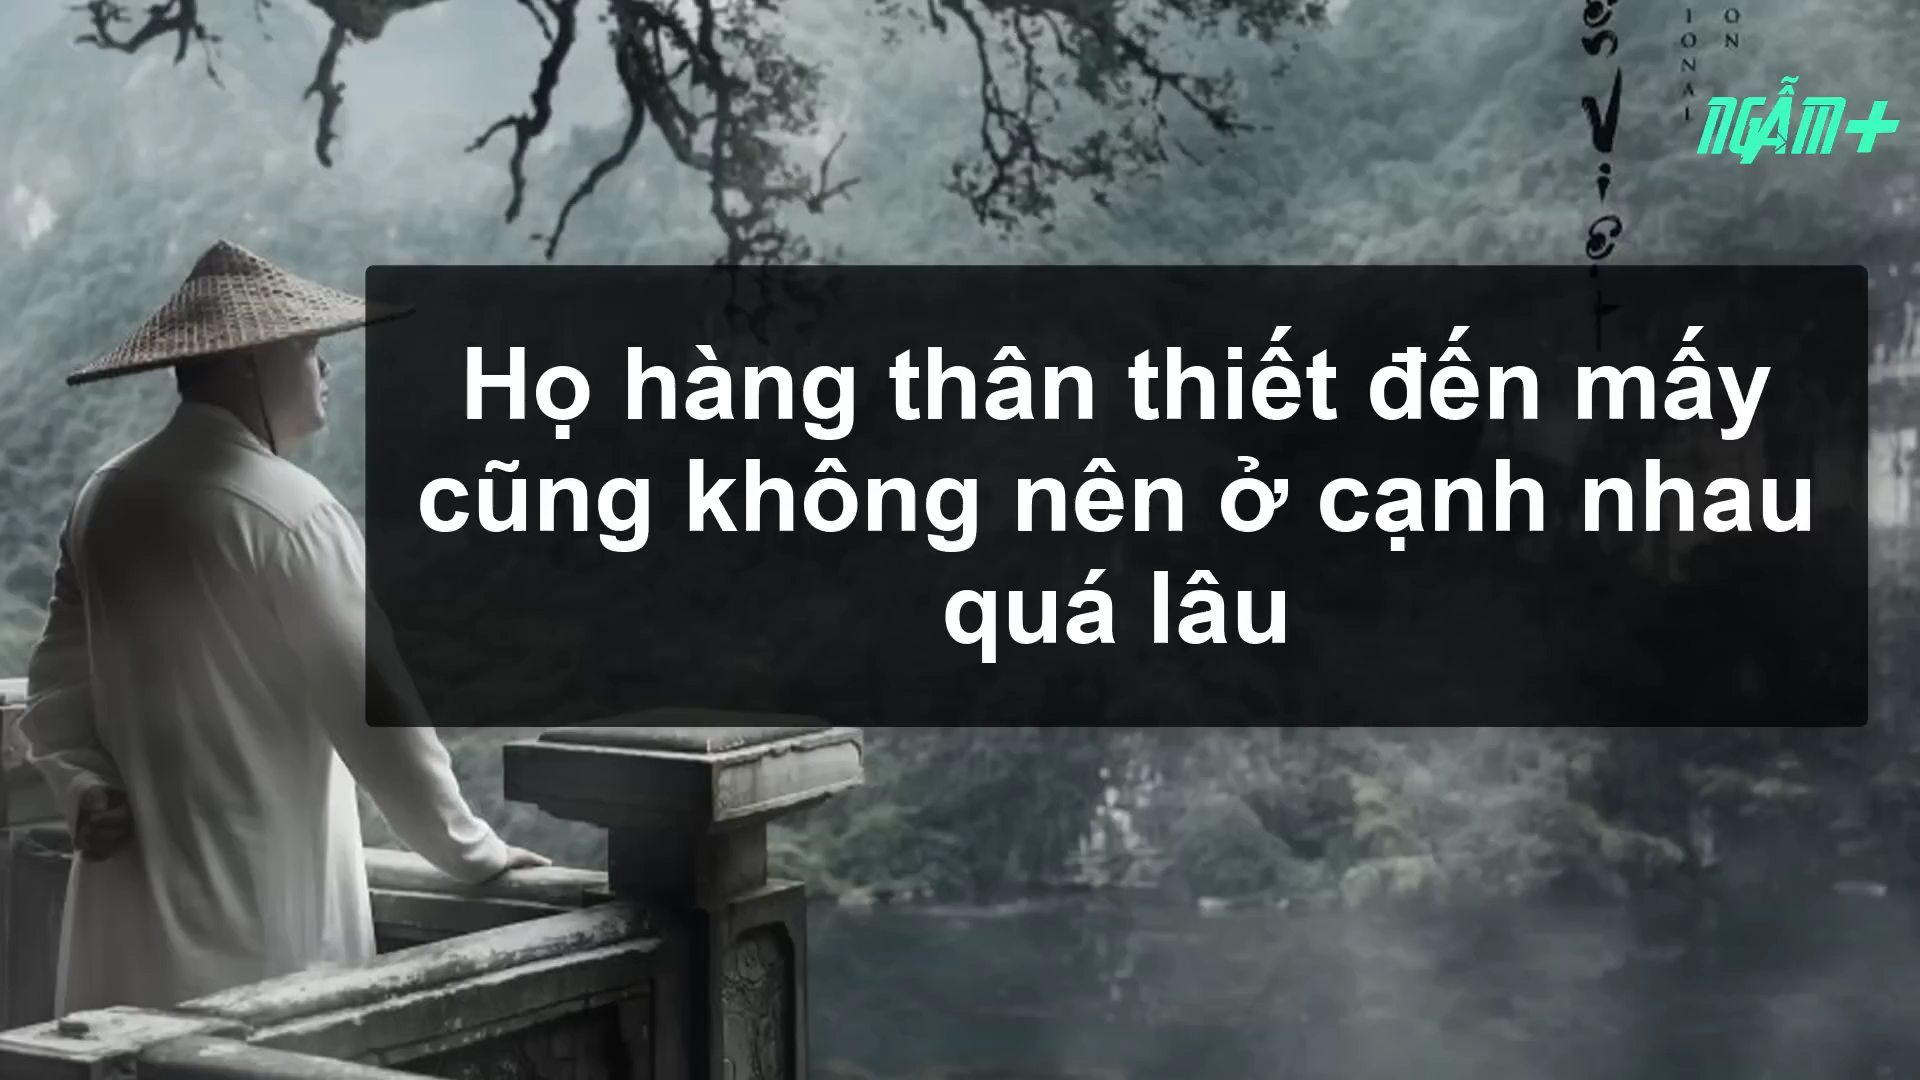 NGẪM+
Họ hàng thân thiết đến mấy
cũng không nên ở cạnh nhau
quá lâu